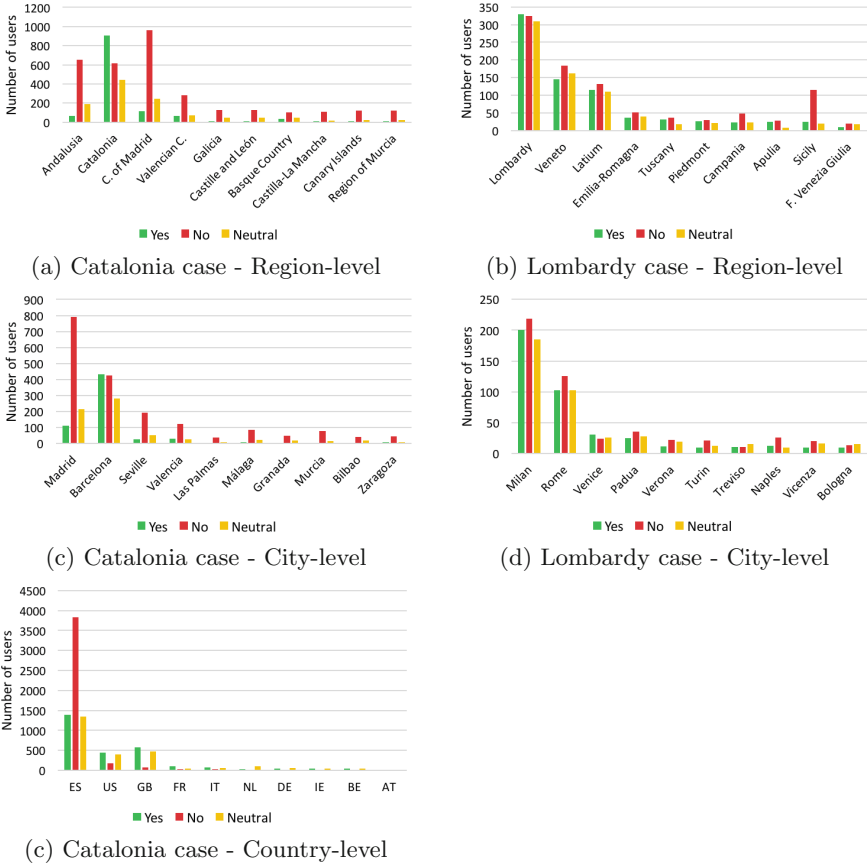 1200
1000
800
600
400
200
0
Number of users
Andalusia
Catalonia
C. of Madrid
Valencian C.
Galicia
Castille and León
Basque Country
Castilla-La Mancha
Canary Islands
Region of Murcia
Yes No Neutral
(a) Catalonia case - Region-level
350
300
250
200
150
100
50
0
Number of users
Lombardy
Veneto
Latium
Emilia-Romagna
Tuscany
Piedmont
Campania
Apulia
Sicily
F. Venezia Giulia
Yes No Neutral
(b) Lombardy case - Region-level
900
800
700
600
500
400
300
200
100
0
Number of users
Madrid
Barcelona
Seville
Valencia
Las Palmas
Málaga
Granada
Murcia
Bilbao
Zaragoza
Yes No Neutral
(c) Catalonia case - City-level
250
200
150
100
50
0
Number of users
Milan
Rome
Venice
Padua
Verona
Turin
Treviso
Naples
Vicenza
Bologna
Yes No Neutral
(d) Lombardy case - City-level
4500
4000
3500
3000
2500
2000
1500
1000
500
0
Number of users
ES US GB FR IT NL DE IE BE AT
Yes No Neutral
(c) Catalonia case - Country-level